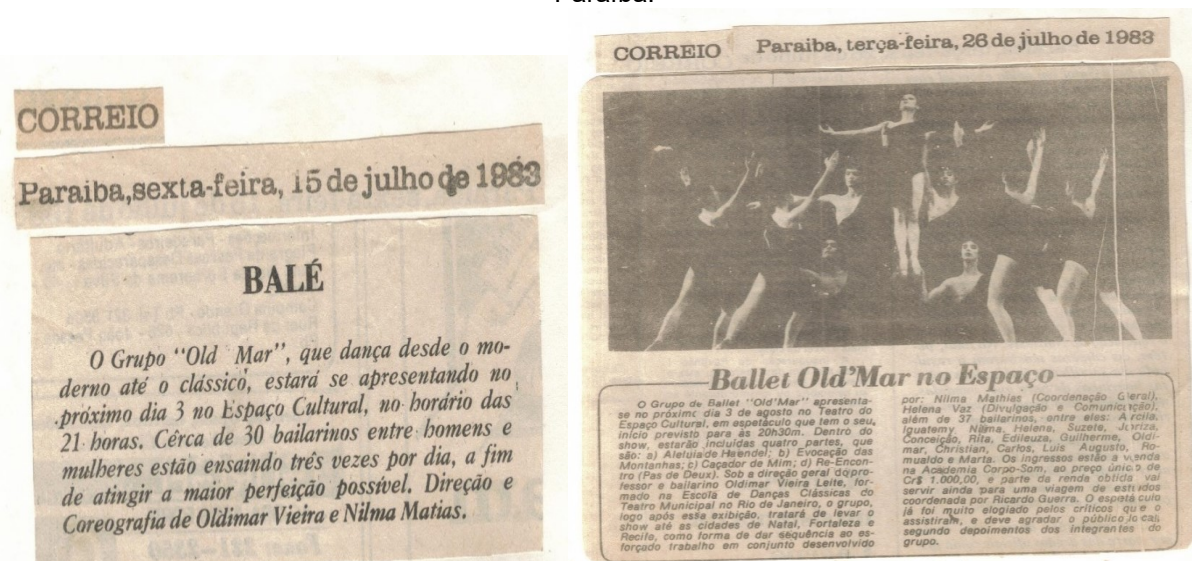 Paraíba.
CORREIO
Paraiba,sexta-feira, 15 de julho de 1983
BALÉ
O Grupo "Old Mar", que dança desde o mo-
derno até o clássico, estará se apresentando no
próximo dia 3 no Espaço Cultural, no horário das
21 horas. Cêrca de 30 bailarinos entre homens e
mulheres estão ensaindo três vezes por dia, a fim
de atingir a maior perfeição possível. Direção e
Coreografia de Oldimar Vieira e Nilma Matias.
CORREIO Paraiba, terça-feira, 26 de julho de 1983
Ballet Old'Mar no Espaço
O Grupo de Ballet "Old'Mar" apresenta-
se no próximo dia 3 de agosto no Teatro do
Espaço Cultural, em espetáculo que tem o seu
início previsto para às 20h30m. Dentro do
show, estarão incluídas quatro partes, que
são: a) Aleluia de Haendel; b) Evocação das
Montanhas; c) Caçador de Mim; d) Re-Encon-
tro (Pas de Deux). Sob a direção geral do pro-
fessor e bailarino Oldimar Vieira Leite, for-
mado na Escola de Danças Clássicas do
Teatro Municipal no Rio de Janeiro, o grupo,
logo após essa exibição, tratará de levar o
show até as cidades de Natal, Fortaleza e
Recife, como forma de dar sequência ao es-
forçado trabalho em conjunto desenvolvido
por: Nilma Mathias (Coordenação Geral),
Helena Vaz (Divulgação e Comunicação),
além de 37 bailarinos, entre eles:
Iguatemy, Nilma, Helena, Suzete,
Conceição, Rita, Edileuza, Guilherme, Oldi-
mar, Christian, Carlos, Luis Augusto, Ro-
mualdo e Marta. Os ingressos estão à venda
na Academia Corpo-Som, ao preço único de
Cr$ 1.000,00, e parte da renda obtida vai
servir ainda para uma viagem de estudos
coordenada por Ricardo Guerra. O espetáculo
já foi muito elogiado pelos críticos que o
assistiram, e deve agradar o público local,
segundo depoimentos dos integrantes do
grupo.